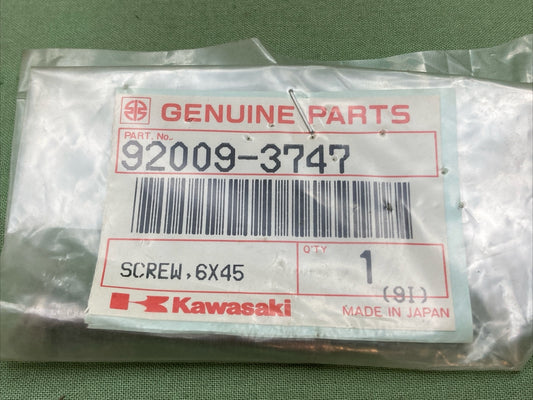 GENUINE PARTS
PART. No.
92009-3747
SCREW, 6X45
Q'TY
1
(9I)
Kawasaki
MADE IN JAPAN